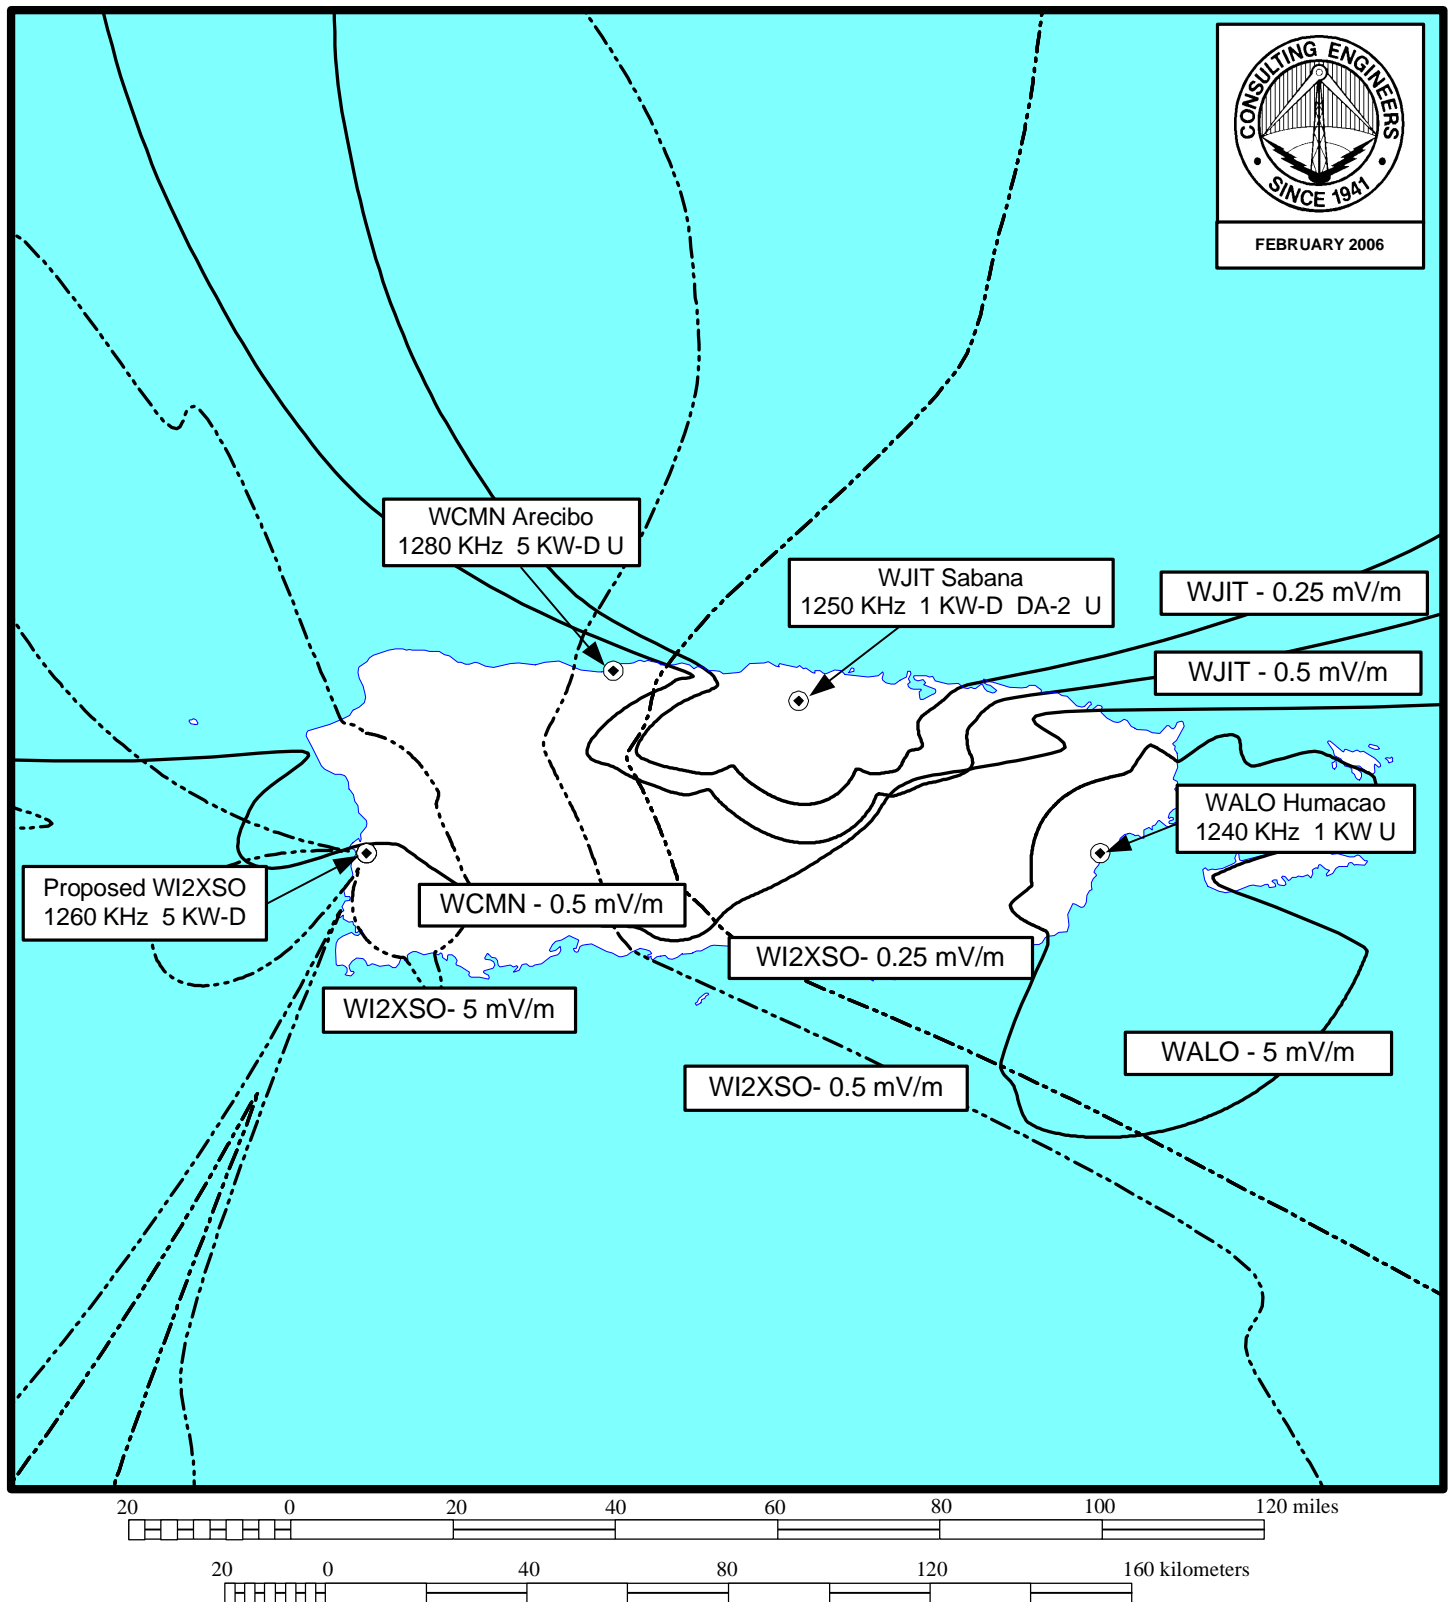 CONSULTING ENGINEERS
SINCE 1941
FEBRUARY 2006
WCMN Arecibo
1280 KHz 5 KW-D U
WJIT Sabana
1250 KHz 1 KW-D DA-2 U
WJIT - 0.25 mV/m
WJIT - 0.5 mV/m
WALO Humacao
1240 KHz 1 KW U
Proposed WI2XSO
1260 KHz 5 KW-D
WCMN - 0.5 mV/m
WI2XSO- 0.25 mV/m
WI2XSO- 5 mV/m
WALO - 5 mV/m
WI2XSO- 0.5 mV/m
20 0 20 40 60 80 100 120 miles
20 0 40 80 120 160 kilometers